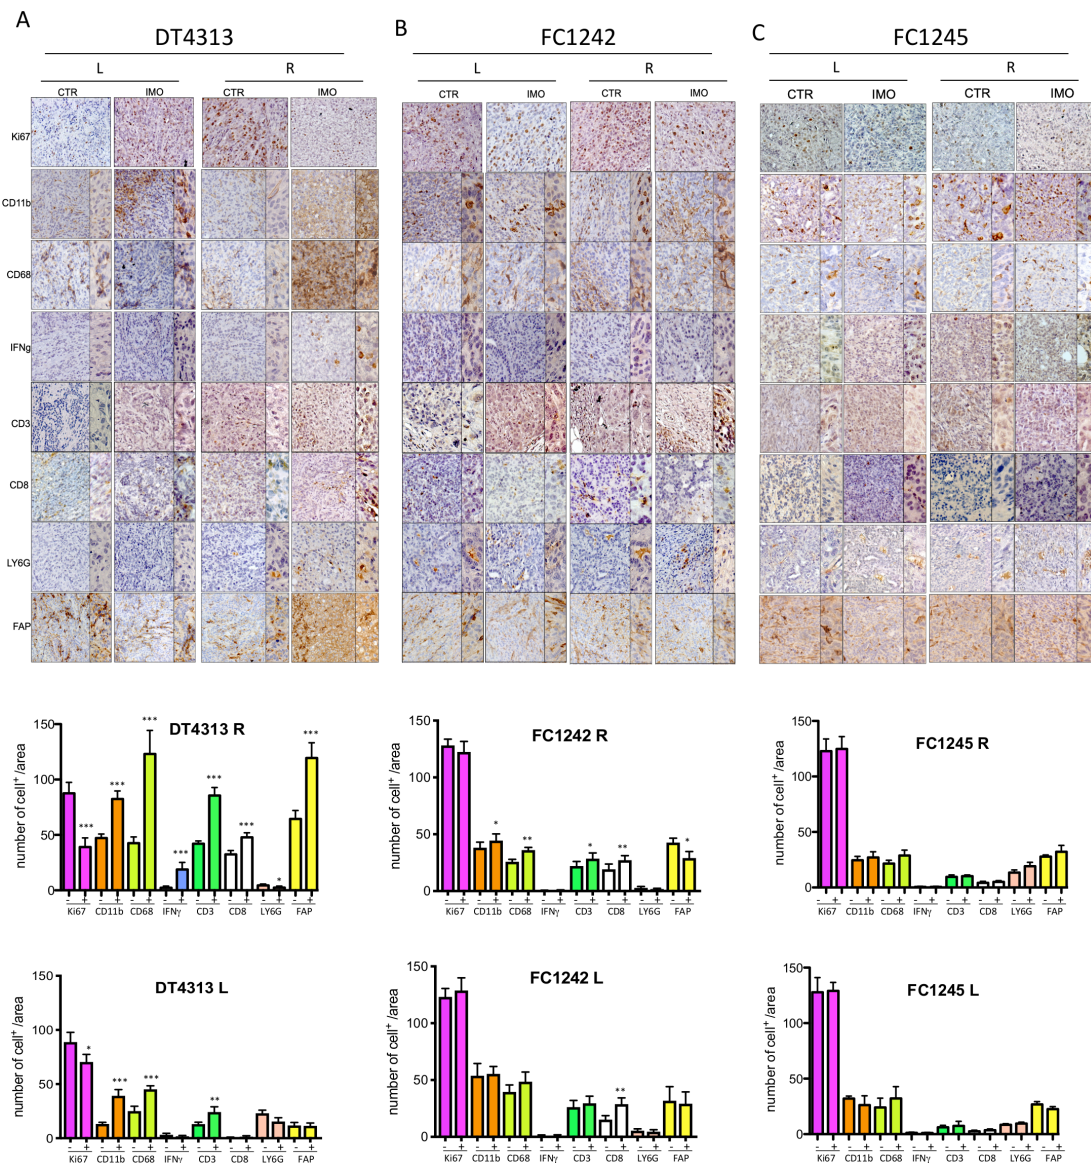 A
DT4313
L
R
CTR
IMO
CTR
IMO
B
FC1242
L
R
CTR
IMO
CTR
IMO
C
FC1245
L
R
CTR
IMO
CTR
IMO
Ki67
CD11b
CD68
IFNg
CD3
CD8
LY6G
FAP
DT4313 R
number of cell+ /area
150
100
50
0
***
***
***
***
***
***
*
***
- + - + - + - + - + - + - + - +
Ki67 CD11b CD68 IFNγ CD3 CD8 LY6G FAP
FC1242 R
number of cell+ /area
150
100
50
0
*
**
*
**
*
- + - + - + - + - + - + - + - +
Ki67 CD11b CD68 IFNγ CD3 CD8 LY6G FAP
FC1245 R
number of cell+ /area
150
100
50
0
- + - + - + - + - + - + - + - +
Ki67 CD11b CD68 IFNγ CD3 CD8 LY6G FAP
DT4313 L
number of cell+ /area
150
100
50
0
*
***
***
**
- + - + - + - + - + - + - + - +
Ki67 CD11b CD68 IFNγ CD3 CD8 LY6G FAP
FC1242 L
number of cell+ /area
150
100
50
0
**
- + - + - + - + - + - + - + - +
Ki67 CD11b CD68 IFNγ CD3 CD8 LY6G FAP
FC1245 L
number of cell+ /area
150
100
50
0
- + - + - + - + - + - + - + - +
Ki67 CD11b CD68 IFNγ CD3 CD8 LY6G FAP